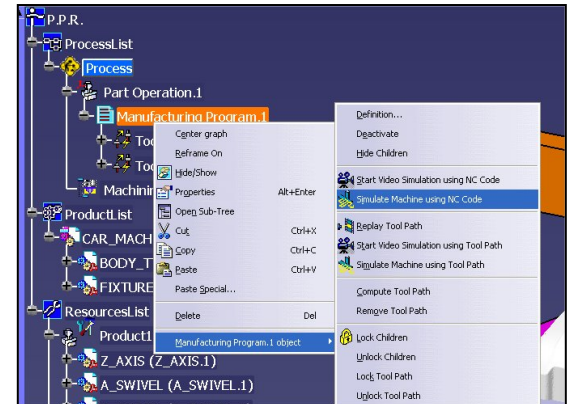 P.P.R.
ProcessList
Process
Part Operation.1
Manufacturing Program.1
Too
Too
Machinin
ProductList
CAR_MACH
BODY_T
FIXTURE
ResourcesList
Product1
Z_AXIS (Z_AXIS.1)
A_SWIVEL (A_SWIVEL.1)
Center graph
Reframe On
Hide/Show
Properties Alt+Enter
Open Sub-Tree
Cut Ctrl+X
Copy Ctrl+C
Paste Ctrl+V
Paste Special...
Delete Del
Manufacturing Program.1 object
Definition...
Deactivate
Hide Children
Start Video Simulation using NC Code
Simulate Machine using NC Code
Replay Tool Path
Start Video Simulation using Tool Path
Simulate Machine using Tool Path
Compute Tool Path
Remove Tool Path
Lock Children
Unlock Children
Lock Tool Path
Unlock Tool Path